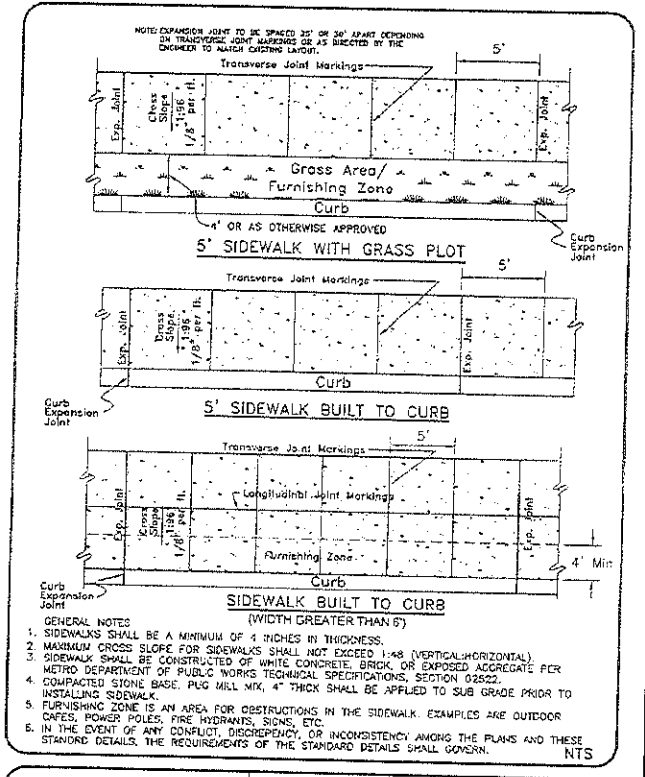 NOTE: EXPANSION JOINT TO BE SPACED 25' OR 30' APART DEPENDING
ON TRANSVERSE JOINT MARKINGS OR AS DIRECTED BY THE
ENGINEER TO MATCH EXISTING LAYOUT.
5'
Transverse Joint Markings
Exp. Joint
Cross
Slope
1:96
1/8" per ft.
Exp. Joint
Grass Area/
Furnishing Zone
Curb
4' OR AS OTHERWISE APPROVED
Curb
Expansion
Joint
5' SIDEWALK WITH GRASS PLOT
Transverse Joint Markings
5'
Exp. Joint
Cross
Slope
1:96
1/8" per ft.
Exp. Joint
Curb
Curb
Expansion
Joint
5' SIDEWALK BUILT TO CURB
Transverse Joint Markings
5'
Longitudinal Joint Markings
Exp. Joint
Cross
Slope
1:96
1/8" per ft.
Exp. Joint
Furnishing Zone
4' Min
Curb
Curb
Expansion
Joint
SIDEWALK BUILT TO CURB
(WIDTH GREATER THAN 6')
GENERAL NOTES
1. SIDEWALKS SHALL BE A MINIMUM OF 4 INCHES IN THICKNESS.
2. MAXIMUM CROSS SLOPE FOR SIDEWALKS SHALL NOT EXCEED 1:48 (VERTICAL:HORIZONTAL).
3. SIDEWALK SHALL BE CONSTRUCTED OF WHITE CONCRETE, BRICK, OR EXPOSED AGGREGATE PER
METRO DEPARTMENT OF PUBLIC WORKS TECHNICAL SPECIFICATIONS, SECTION 02522.
4. COMPACTED STONE BASE, PUG MILL MIX, 4" THICK SHALL BE APPLIED TO SUB GRADE PRIOR TO
INSTALLING SIDEWALK.
5. FURNISHING ZONE IS AN AREA FOR OBSTRUCTIONS IN THE SIDEWALK. EXAMPLES ARE OUTDOOR
CAFES, POWER POLES, FIRE HYDRANTS, SIGNS, ETC.
6. IN THE EVENT OF ANY CONFLICT, DISCREPENCY, OR INCONSISTENCY AMONG THE PLANS AND THESE
STANDRD DETAILS, THE REQUIREMENTS OF THE STANDARD DETAILS SHALL GOVERN.
NTS